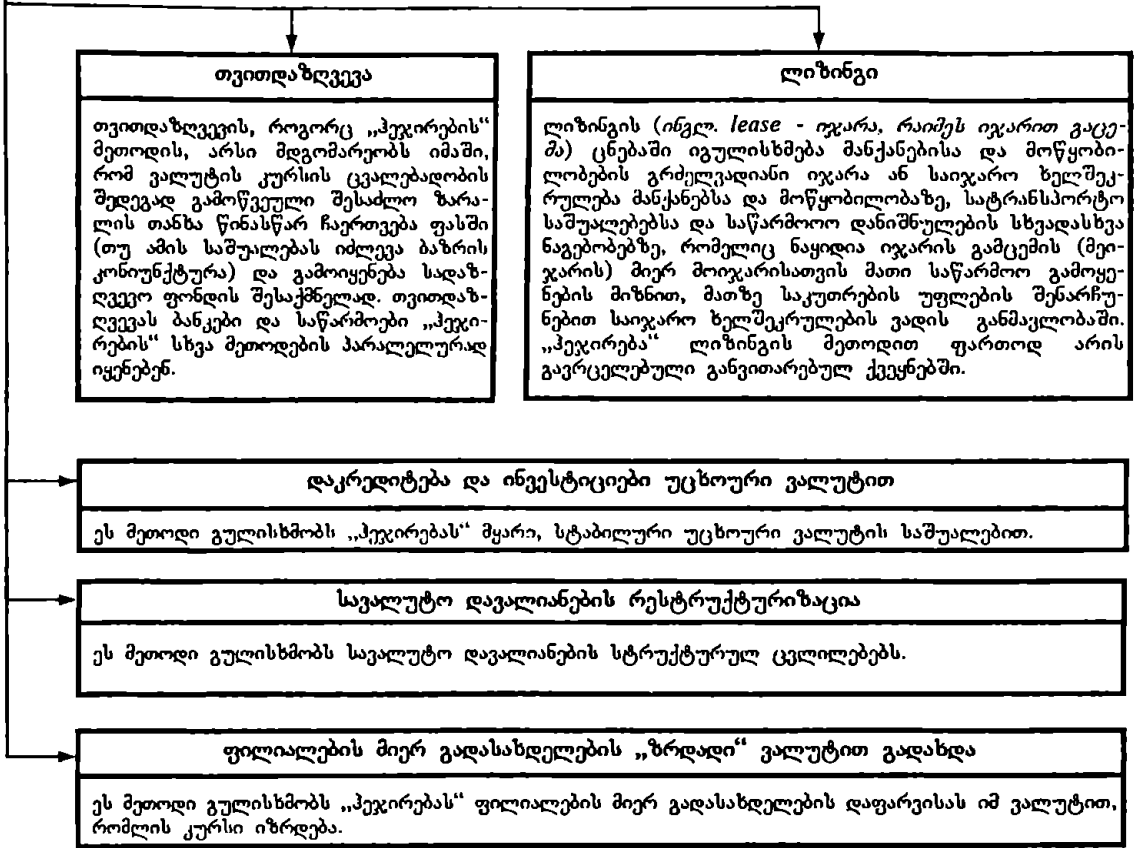 თვითდაზღვევა
თვითდაზღვევის, როგორც „ჰეჯირების“
მეთოდის, არსი მდგომარეობს იმაში,
რომ ვალუტის კურსის ცვალებადობის
შედეგად გამოწვეული შესაძლო ზარა-
ლის თანხა წინასწარ ჩაერთვება ფასში
(თუ ამის საშუალებას იძლევა ბაზრის
კონიუნქტურა) და გამოიყენება სადაზ-
ღვევო ფონდის შესაქმნელად. თვითდაზ-
ღვევას ბანკები და საწარმოები „ჰეჯი-
რების“ სხვა მეთოდების პარალელურად
იყენებენ.
ლიზინგი
ლიზინგის (ინგლ. lease - იჯარა, რაიმეს იჯარით გაცე-
მა) ცნებაში იგულისხმება მანქანებისა და მოწყობი-
ლობების გრძელვადიანი იჯარა ან საიჯარო ხელშეკ-
რულება მანქანებსა და მოწყობილობაზე, სატრანსპორტო
საშუალებებსა და საწარმოოო დანიშნულების სხვადასხვა
ნაგებობებზე, რომელიც ნაყიდია იჯარის გამცემის (მეი-
ჯარის) მიერ მოიჯარისათვის მათი საწარმოო გამოყე-
ნების მიზნით, მათზე საკუთრების უფლების შენარჩუ-
ნებით საიჯარო ხელშეკრულების ვადის განმავლობაში.
„ჰეჯირება“ ლიზინგის მეთოდით ფართოდ არის
გავრცელებული განვითარებულ ქვეყნებში.
დაკრედიტება და ინვესტიციები უცხოური ვალუტით
ეს მეთოდი გულისხმობს „ჰეჯირებას“ მყარი, სტაბილური უცხოური ვალუტის საშუალებით.
სავალუტო დავალიანების რესტრუქტურიზაცია
ეს მეთოდი გულისხმობს სავალუტო დავალიანების სტრუქტურულ ცვლილებებს.
ფილიალების მიერ გადასახდელების „ზრდადი“ ვალუტით გადახდა
ეს მეთოდი გულისხმობს „ჰეჯირებას“ ფილიალების მიერ გადასახდელების დაფარვისას იმ ვალუტით,
რომლის კურსი იზრდება.